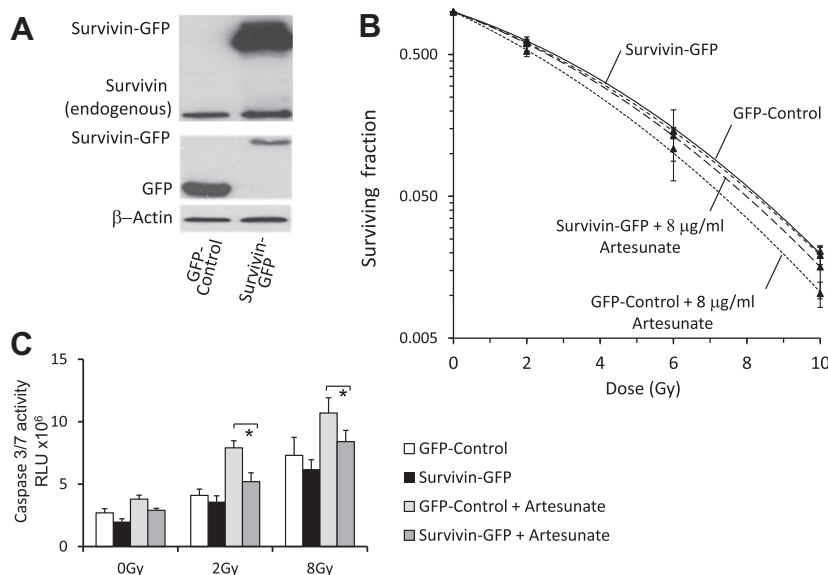 A
Survivin-GFP
Survivin
(endogenous)
Survivin-GFP
GFP
β–Actin
GFP-
Control
Survivin-
GFP
B
Surviving fraction
0.500
0.050
0.005
Survivin-GFP
GFP-Control
Survivin-GFP + 8 μg/ml
Artesunate
GFP-Control + 8 μg/ml
Artesunate
0 2 4 6 8 10
Dose (Gy)
C
Caspase 3/7 activity
RLU x10⁶
15
10
5
0
*
*
0Gy 2Gy 8Gy
GFP-Control
Survivin-GFP
GFP-Control + Artesunate
Survivin-GFP + Artesunate